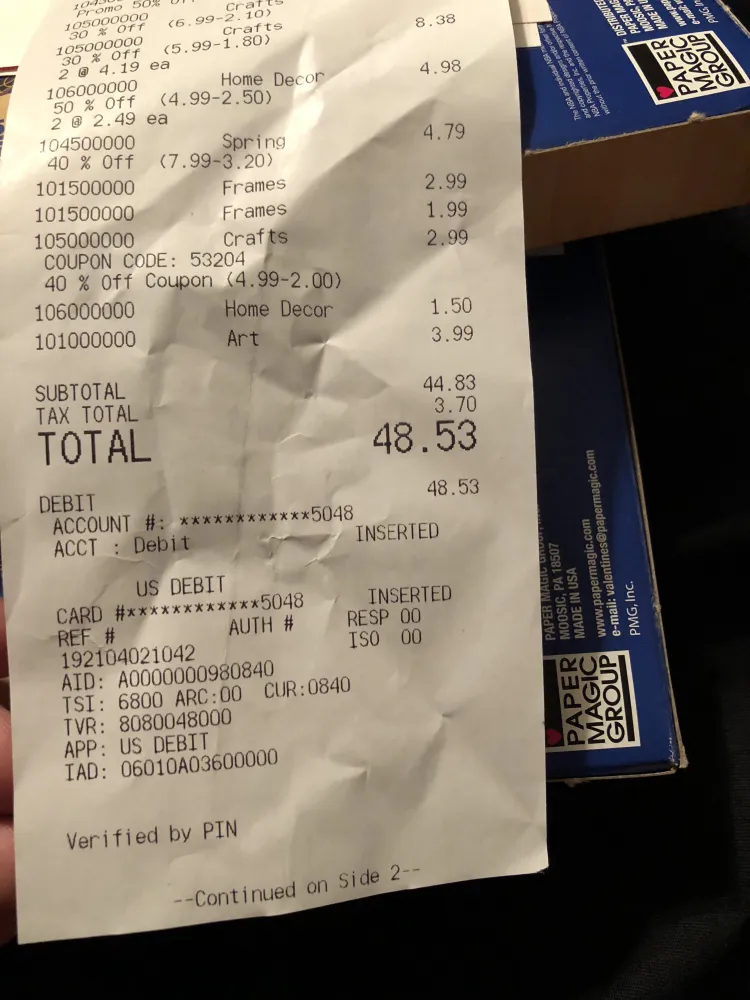 Promo 50% Off
105000000 Crafts
30 % Off (6.99-2.10)
105000000 Crafts 8.38
30 % Off (5.99-1.80)
2 @ 4.19 ea
106000000 Home Decor 4.98
50 % Off (4.99-2.50)
2 @ 2.49 ea
104500000 Spring 4.79
40 % Off (7.99-3.20)
101500000 Frames 2.99
101500000 Frames 1.99
105000000 Crafts 2.99
COUPON CODE: 53204
40 % Off Coupon (4.99-2.00)
106000000 Home Decor 1.50
101000000 Art 3.99
SUBTOTAL 44.83
TAX TOTAL 3.70
TOTAL 48.53
DEBIT 48.53
ACCOUNT #: ************5048
ACCT : Debit INSERTED
US DEBIT
CARD #************5048 INSERTED
REF # AUTH # RESP 00
192104021042 ISO 00
AID: A0000000980840
TSI: 6800 ARC:00 CUR:0840
TVR: 8080048000
APP: US DEBIT
IAD: 06010A03600000
Verified by PIN
--Continued on Side 2--
PAPER
MAGIC
GROUP
PMG, Inc
PAPER MAGIC GROUP
MOOSIC, PA 18507
MADE IN USA
www.papermagic.com
e-mail: valentines@papermagic.com
PMG, Inc.
PAPER
MAGIC
GROUP